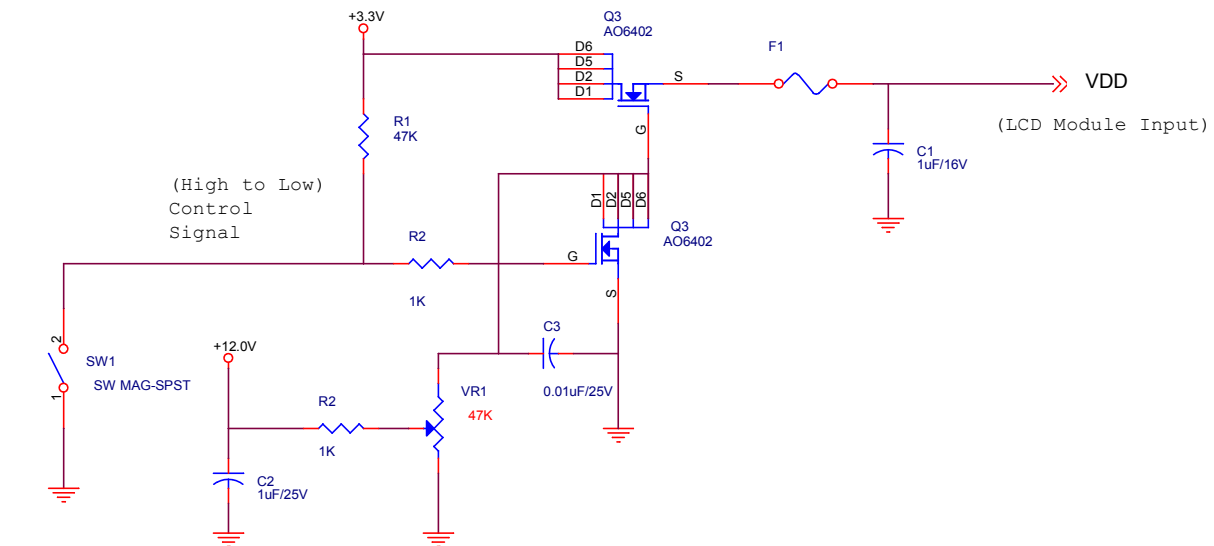 +3.3V
Q3
AO6402
D6
D5
D2
D1
S
G
F1
VDD
(LCD Module Input)
R1
47K
C1
1uF/16V
(High to Low)
Control
Signal
D1
D2
D5
D6
Q3
AO6402
R2
1K
G
S
2
1
SW1
SW MAG-SPST
+12.0V
C3
0.01uF/25V
VR1
47K
R2
1K
C2
1uF/25V